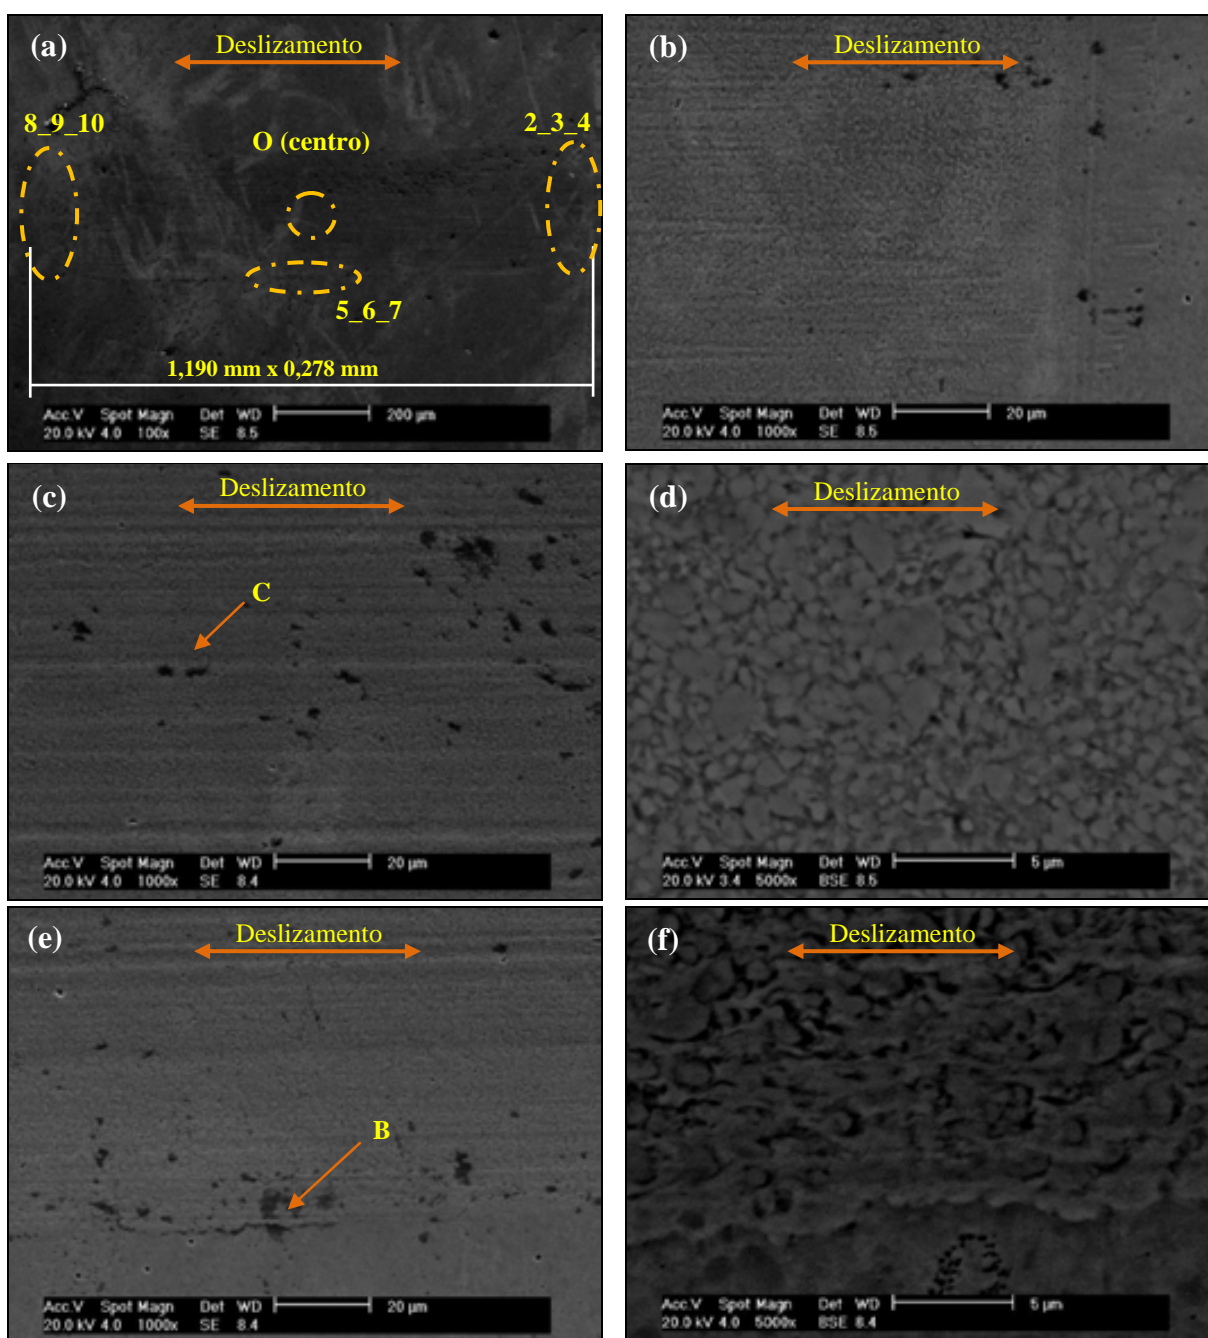 (a)
Deslizamento
8_9_10
2_3_4
O (centro)
5_6_7
1,190 mm x 0,278 mm
Acc.V Spot Magn Det WD 200 µm
20.0 kV 4.0 100x SE 8.5
(b)
Deslizamento
Acc.V Spot Magn Det WD 20 µm
20.0 kV 4.0 1000x SE 8.5
(c)
Deslizamento
C
Acc.V Spot Magn Det WD 20 µm
20.0 kV 4.0 1000x SE 8.4
(d)
Deslizamento
Acc.V Spot Magn Det WD 5 µm
20.0 kV 3.4 5000x BSE 8.5
(e)
Deslizamento
B
Acc.V Spot Magn Det WD 20 µm
20.0 kV 4.0 1000x SE 8.4
(f)
Deslizamento
Acc.V Spot Magn Det WD 5 µm
20.0 kV 4.0 5000x BSE 8.4